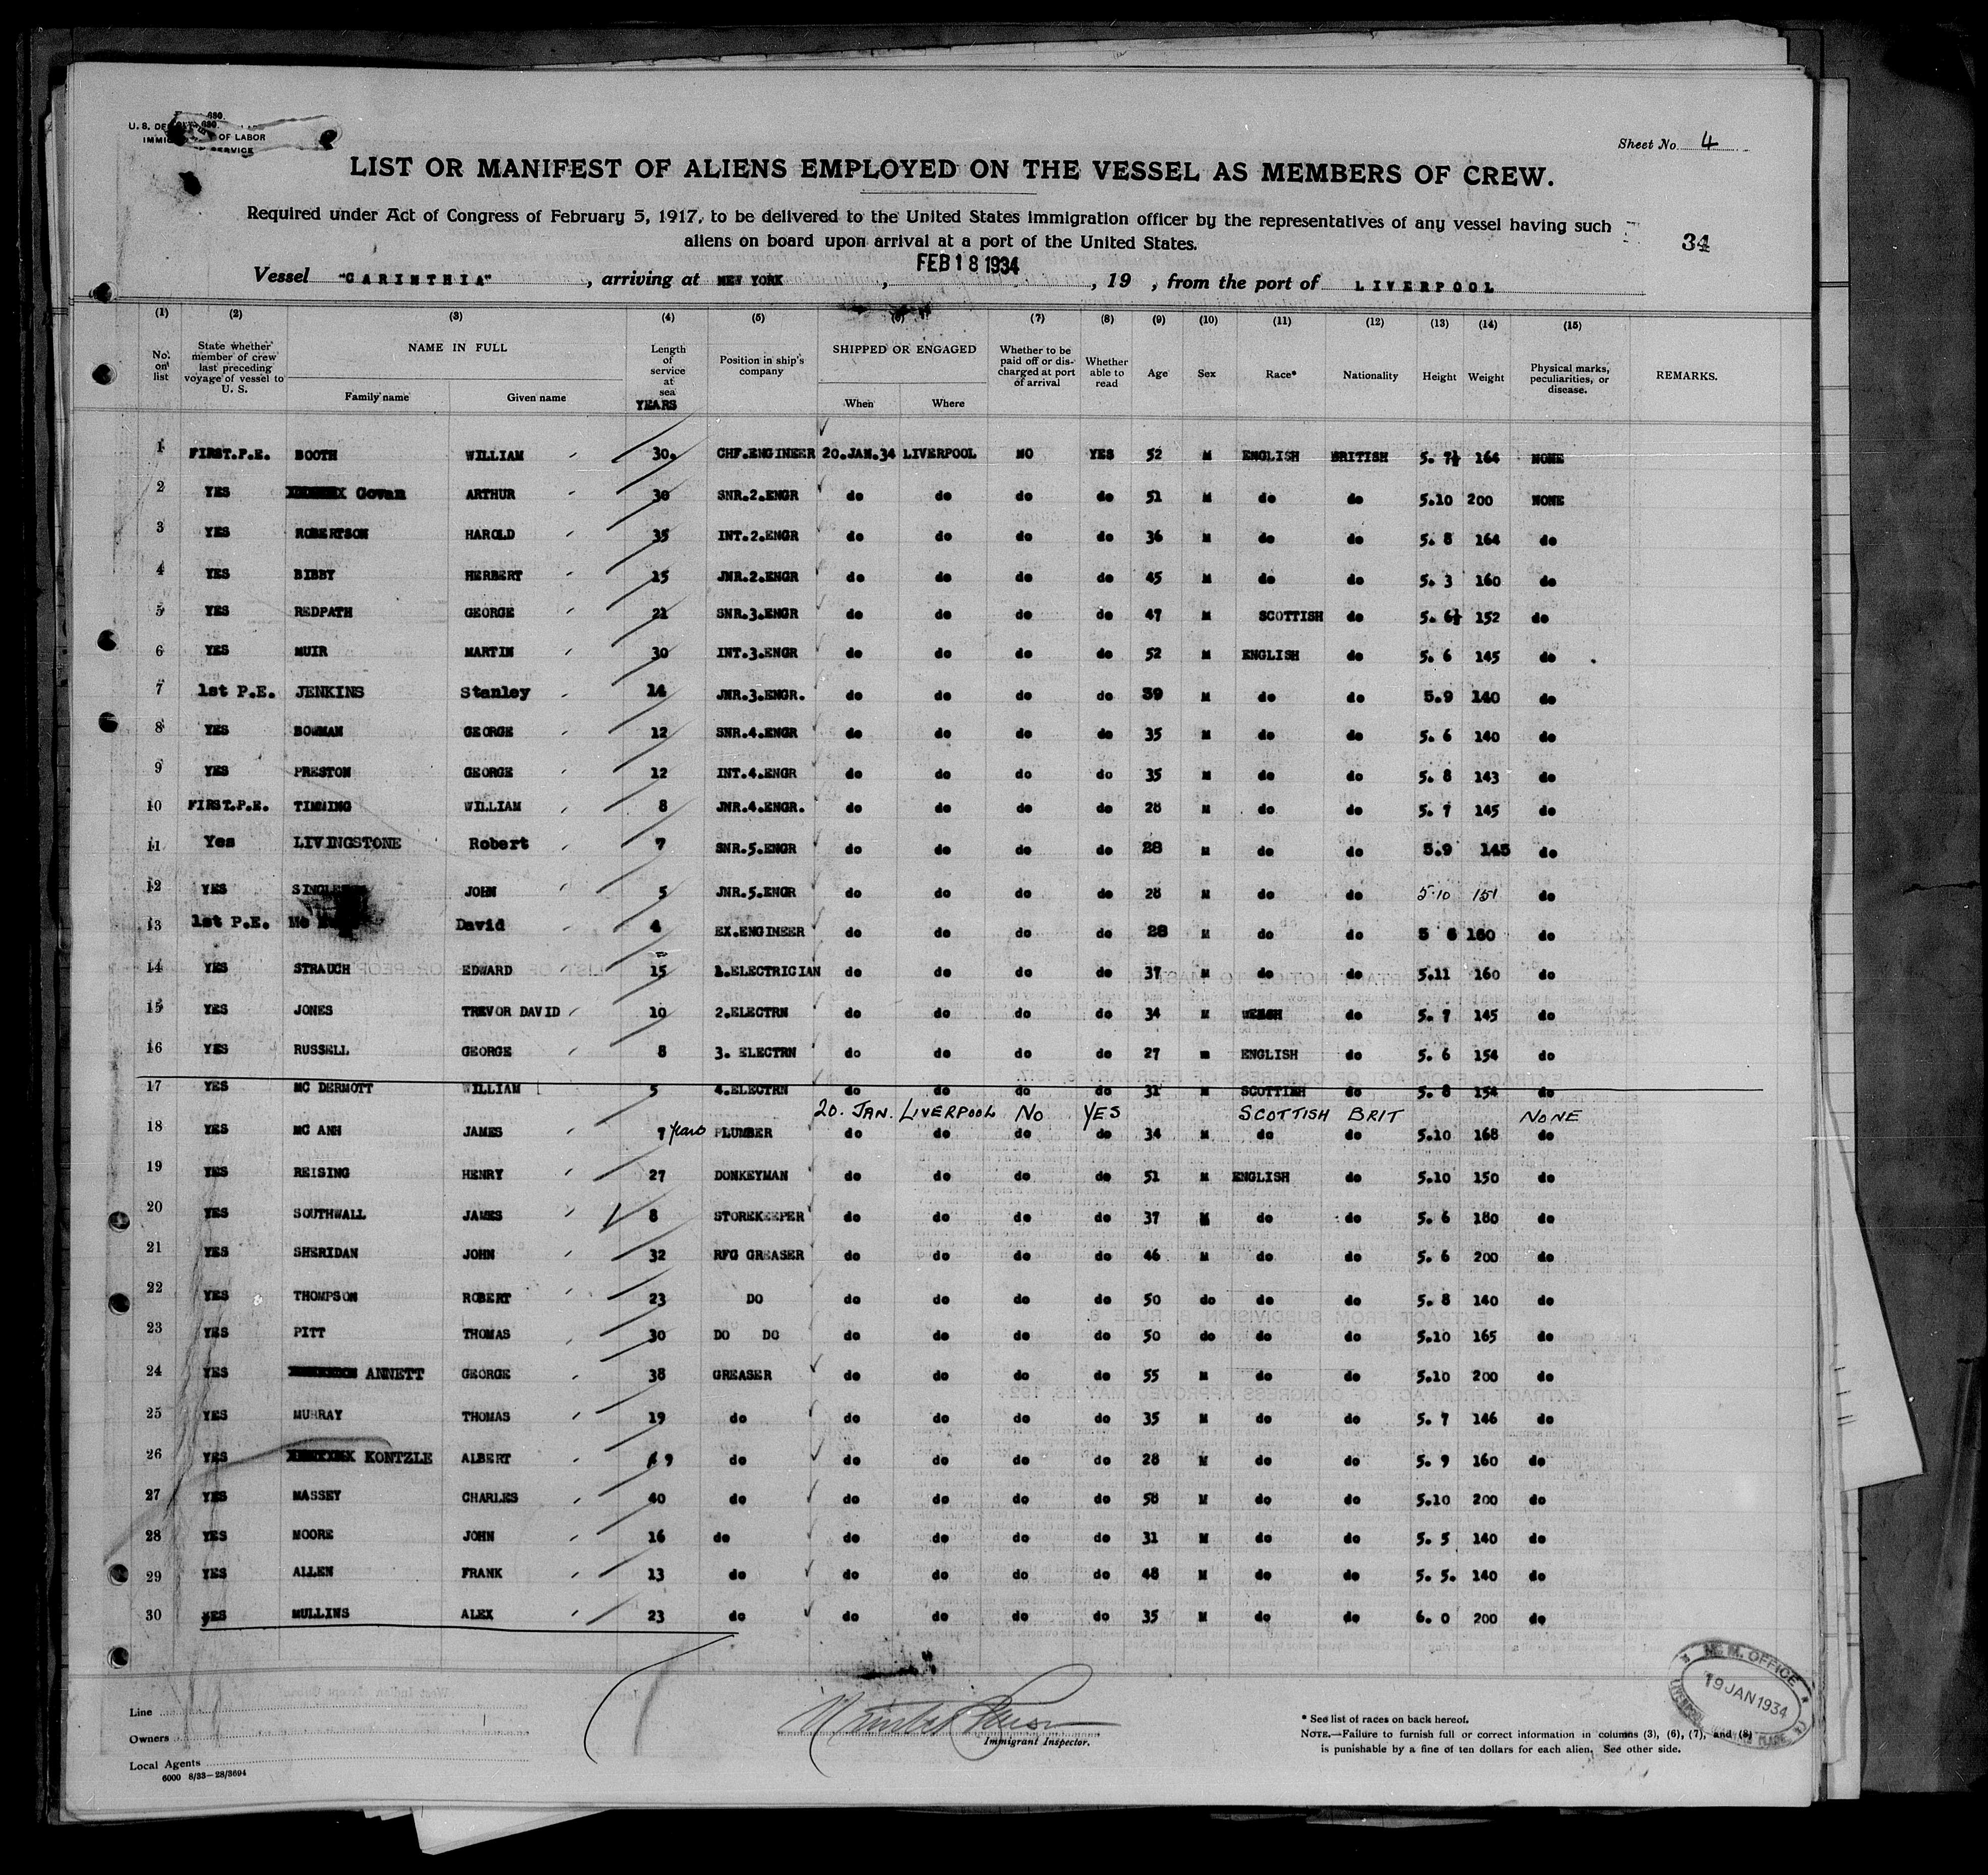 680
U. S. OF LABOR
SERVICE
Sheet No. 4
LIST OR MANIFEST OF ALIENS EMPLOYED ON THE VESSEL AS MEMBERS OF CREW.
Required under Act of Congress of February 5, 1917, to be delivered to the United States immigration officer by the representatives of any vessel having such
aliens on board upon arrival at a port of the United States.
34
FEB 18 1934
Vessel "CARINTHIA", arriving at NEW YORK, , 19 , from the port of LIVERPOOL
(1) (2) (3) (4) (5) (6) (7) (8) (9) (10) (11) (12) (13) (14) (15)
No. on list State whether member of crew last preceding voyage of vessel to U. S. NAME IN FULL Family name Given name Length of service at sea YEARS Position in ship's company SHIPPED OR ENGAGED When Where Whether to be paid off or discharged at port of arrival Whether able to read Age Sex Race* Nationality Height Weight Physical marks, peculiarities, or disease. REMARKS.
1 FIRST.P.E. BOOTH WILLIAM 30. CHF.ENGINEER 20.JAN.34 LIVERPOOL NO YES 52 M ENGLISH BRITISH 5. 7½ 164 NONE
2 YES Govan ARTHUR 30 SNR.2.ENGR do do do do 51 M do do 5.10 200 NONE
3 YES ROBERTSON HAROLD 35 INT.2.ENGR do do do do 36 M do do 5. 8 164 do
4 YES BIBBY HERBERT 15 JNR.2.ENGR do do do do 45 M do do 5. 3 160 do
5 YES REDPATH GEORGE 21 SNR.3.ENGR do do do do 47 M SCOTTISH do 5. 6½ 152 do
6 YES MUIR MARTIN 30 INT.3.ENGR do do do do 52 M ENGLISH do 5. 6 145 do
7 1st P.E. JENKINS Stanley 14 JNR.3.ENGR. do do do do 39 M do do 5.9 140 do
8 YES BOWMAN GEORGE 12 SNR.4.ENGR do do do do 35 M do do 5. 6 140 do
9 YES PRESTON GEORGE 12 INT.4.ENGR do do do do 35 M do do 5. 8 143 do
10 FIRST.P.E. TIMMING WILLIAM 8 JNR.4.ENGR. do do do do 28 M do do 5. 7 145 do
11 Yes LIVINGSTONE Robert 7 SNR.5.ENGR do do do do 28 M do do 5.9 145 do
12 YES JOHN 5 JNR.5.ENGR do do do do 28 M do do 5.10 151 do
13 1st P.E. Mc David 4 EX.ENGINEER do do do do 28 M do do 5 6 160 do
14 YES STRAUCH EDWARD 15 1.ELECTRICIAN do do do do 37 M do do 5.11 160 do
15 YES JONES TREVOR DAVID 10 2.ELECTRN do do do do 34 M WELSH do 5. 7 145 do
16 YES RUSSELL GEORGE 8 3. ELECTRN do do do do 27 m ENGLISH do 5. 6 154 do
17 YES MC DERMOTT WILLIAM 5 4.ELECTRN do do do do 31 M SCOTTISH do 5. 8 154 do
20. JAN. LIVERPOOL NO YES SCOTTISH BRIT NONE
18 YES MC ANN JAMES 7 years PLUMBER do do do do 34 M do do 5.10 168 do
19 YES REISING HENRY 27 DONKEYMAN do do do do 51 M ENGLISH do 5.10 150 do
20 YES SOUTHWALL JAMES 8 STOREKEEPER do do do do 37 M do do 5. 6 180 do
21 YES SHERIDAN JOHN 32 RFG GREASER do do do do 46 M do do 5. 6 200 do
22 YES THOMPSON ROBERT 23 DO do do do do 50 do do do 5. 8 140 do
23 YES PITT THOMAS 30 DO DO do do do do 50 do do do 5.10 165 do
24 YES ANNETT GEORGE 38 GREASER do do do do 55 M do do 5.10 200 do
25 YES MURRAY THOMAS 19 do do do do do 35 M do do 5. 7 146 do
26 YES KONTZLE ALBERT 9 do do do do do 28 M do do 5. 9 160 do
27 YES MASSEY CHARLES 40 do do do do do 58 M do do 5.10 200 do
28 YES MOORE JOHN 16 do do do do do 31 M do do 5. 5 140 do
29 YES ALLEN FRANK 13 do do do do do 48 M do do 5. 5. 140 do
30 YES MULLINS ALEX 23 do do do do do 35 M do do 6. 0 200 do
Line
Owners
Local Agents
6000 8/33—28/3694
Immigrant Inspector.
* See list of races on back hereof.
NOTE.—Failure to furnish full or correct information in columns (3), (6), (7), and (8)
is punishable by a fine of ten dollars for each alien. See other side.
M. OFFICE
19 JAN 1934